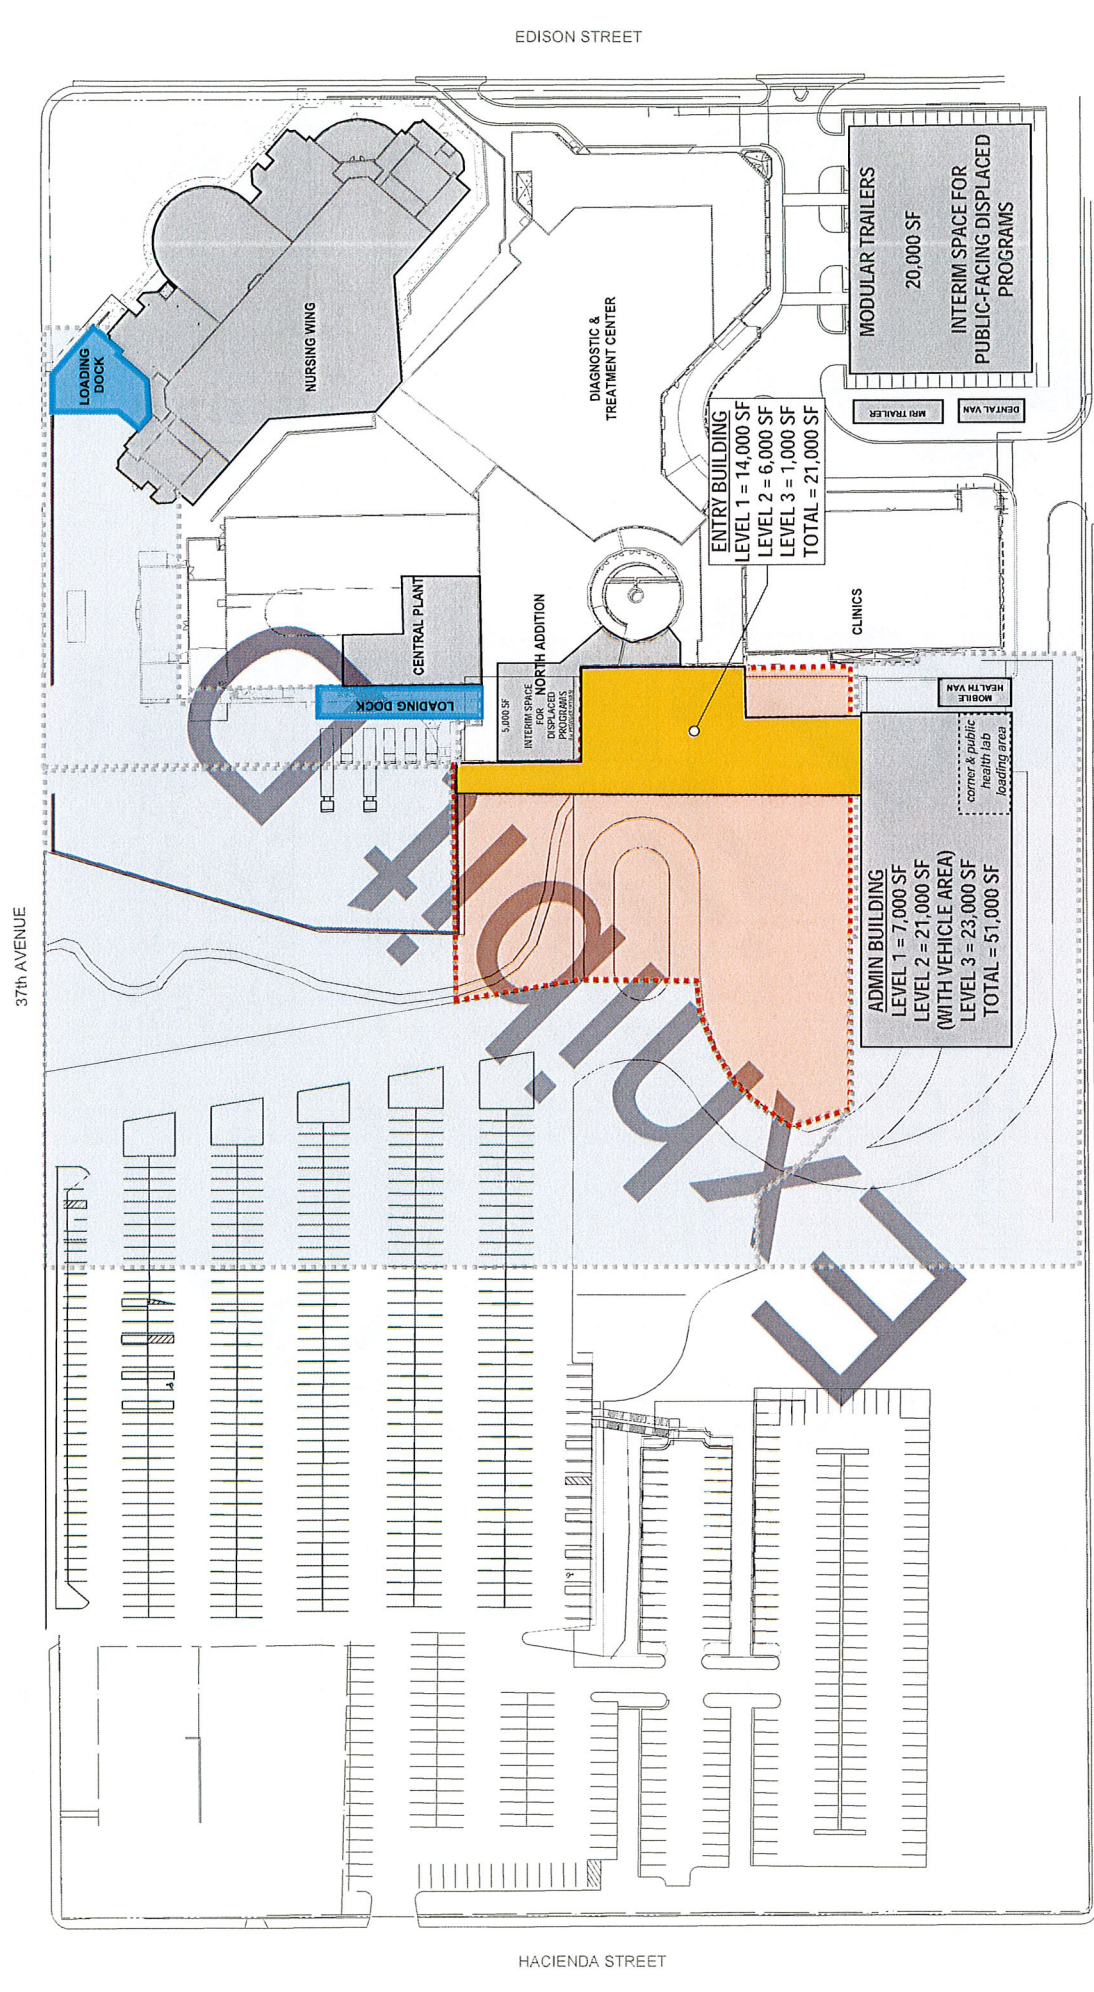 EDISON STREET
37th AVENUE
LOADING
DOCK
NURSING WING
DIAGNOSTIC &
TREATMENT CENTER
MODULAR TRAILERS
20,000 SF
INTERIM SPACE FOR
PUBLIC-FACING DISPLACED
PROGRAMS
MRI TRAILER
DENTAL VAN
ENTRY BUILDING
LEVEL 1 = 14,000 SF
LEVEL 2 = 6,000 SF
LEVEL 3 = 1,000 SF
TOTAL = 21,000 SF
CENTRAL PLANT
LOADING DOCK
NORTH ADDITION
5,000 SF
INTERIM SPACE
FOR
DISPLACED
PROGRAMS
CLINICS
MOBILE
HEALTH VAN
corner & public
health lab
loading area
ADMIN BUILDING
LEVEL 1 = 7,000 SF
LEVEL 2 = 21,000 SF
(WITH VEHICLE AREA)
LEVEL 3 = 23,000 SF
TOTAL = 51,000 SF
Exhibit D
HACIENDA STREET